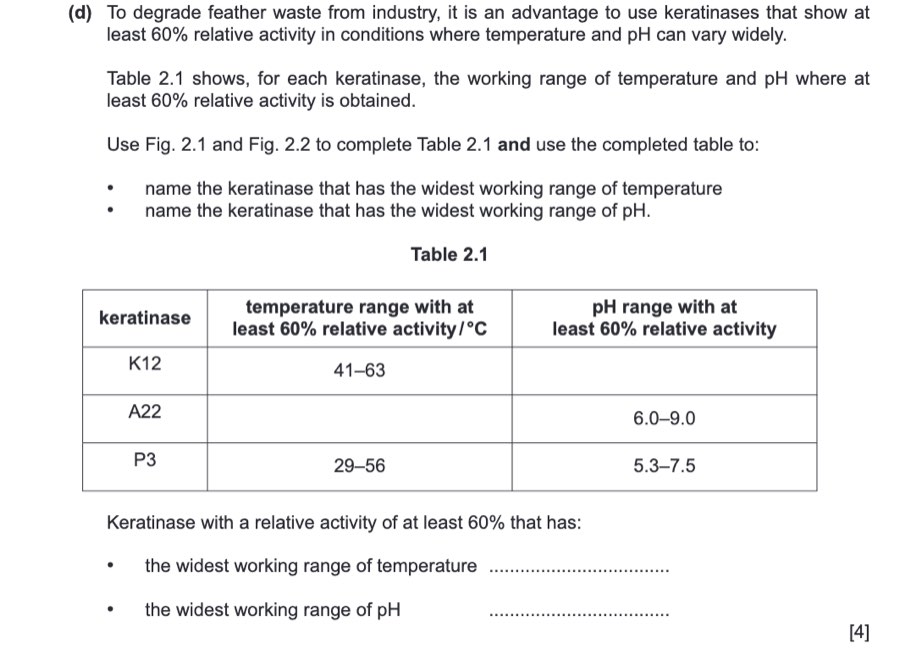 (d) To degrade feather waste from industry, it is an advantage to use keratinases that show at
least 60% relative activity in conditions where temperature and pH can vary widely.
Table 2.1 shows, for each keratinase, the working range of temperature and pH where at
least 60% relative activity is obtained.
Use Fig. 2.1 and Fig. 2.2 to complete Table 2.1 and use the completed table to:
• name the keratinase that has the widest working range of temperature
• name the keratinase that has the widest working range of pH.
Table 2.1
keratinase
temperature range with at
least 60% relative activity/°C
pH range with at
least 60% relative activity
K12
41–63
A22
6.0–9.0
P3
29–56
5.3–7.5
Keratinase with a relative activity of at least 60% that has:
• the widest working range of temperature ...................................
• the widest working range of pH ...................................
[4]